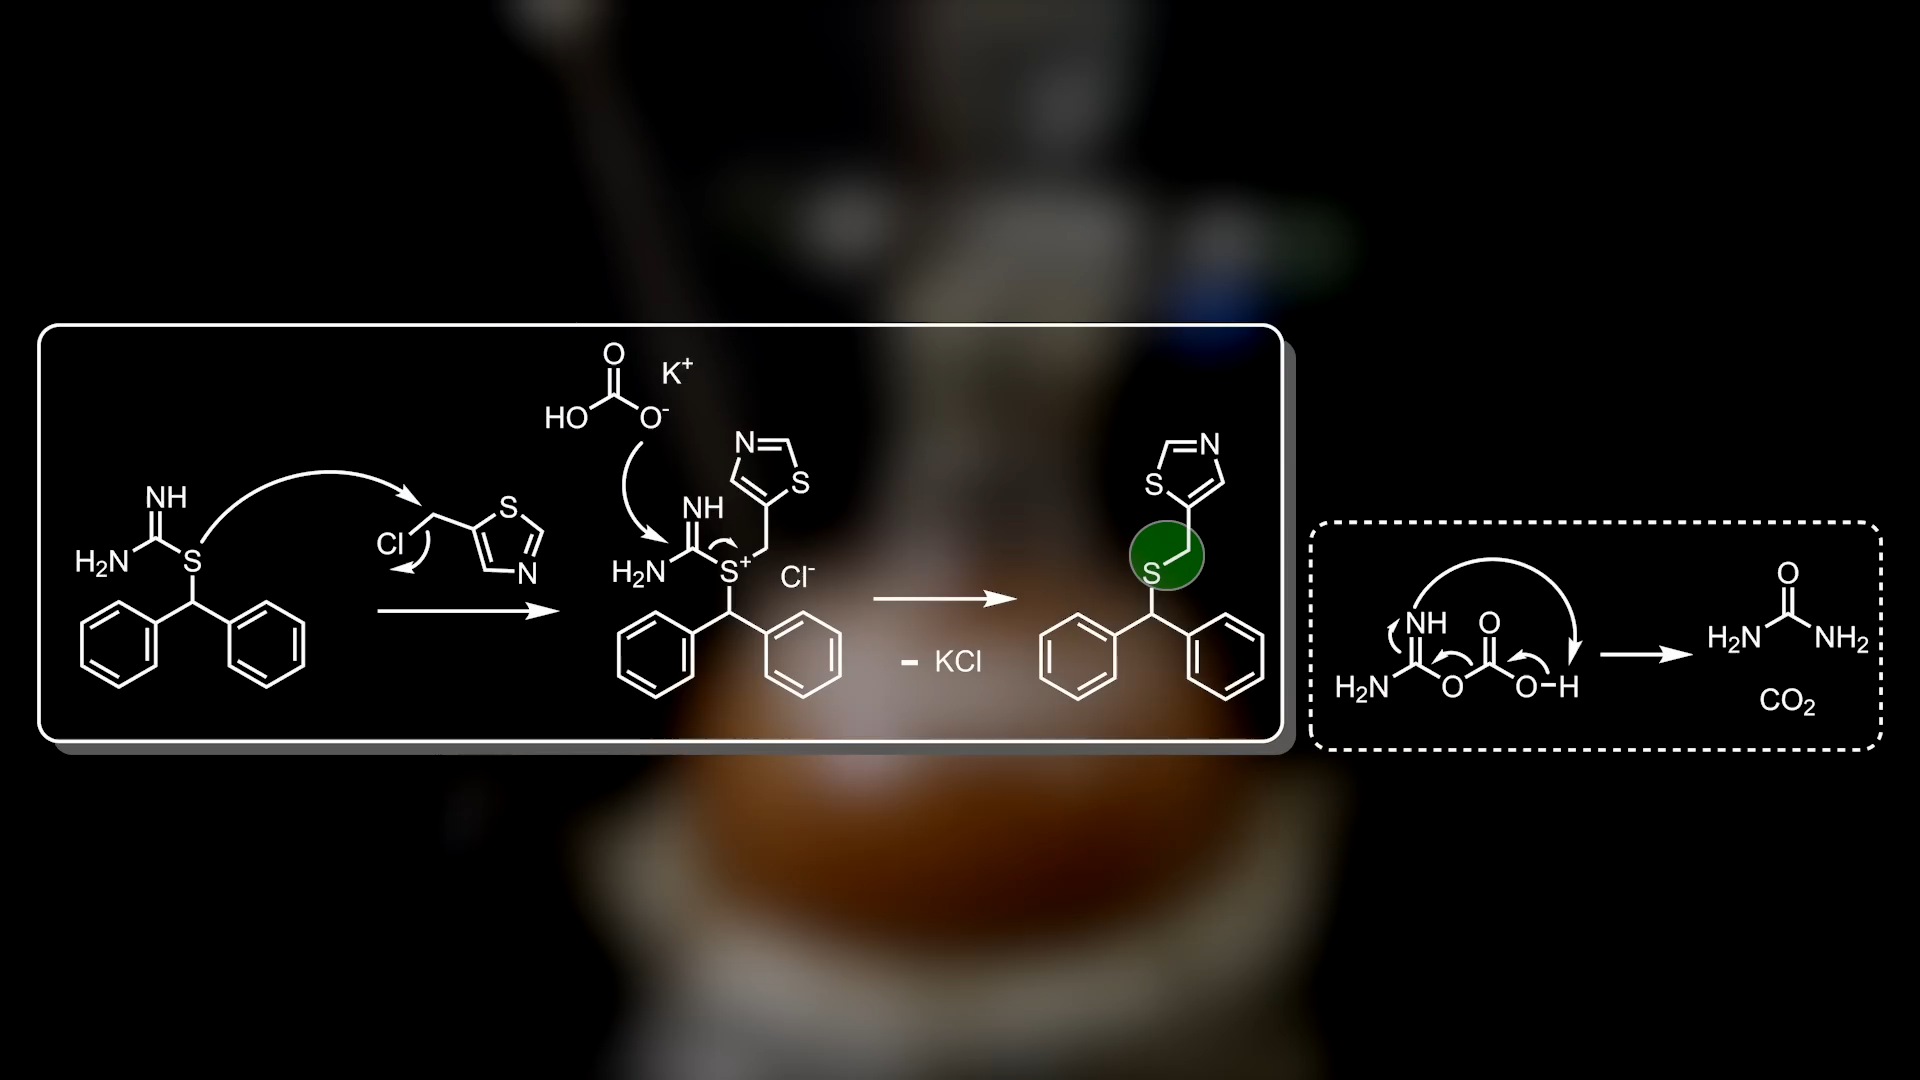 O
K⁺
HO
O⁻
N
S
NH
H₂N
S
Cl
S
N
NH
H₂N
S⁺
Cl⁻
- KCl
N
S
S
NH
O
H₂N
O
O-H
O
H₂N
NH₂
CO₂